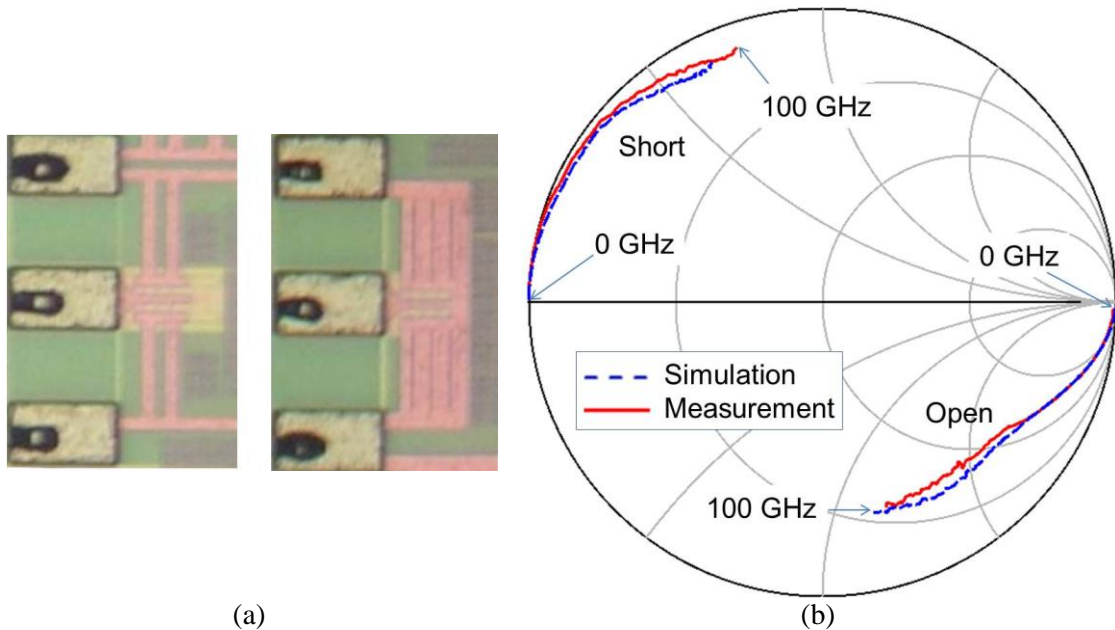 100 GHz
Short
0 GHz
0 GHz
Simulation
Measurement
Open
100 GHz
(a)
(b)